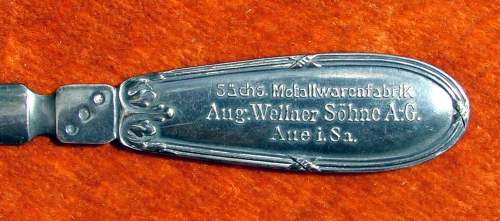 Sächs. Metallwarenfabrik
Aug. Wellner Söhne A.G.
Aue i. Sa.